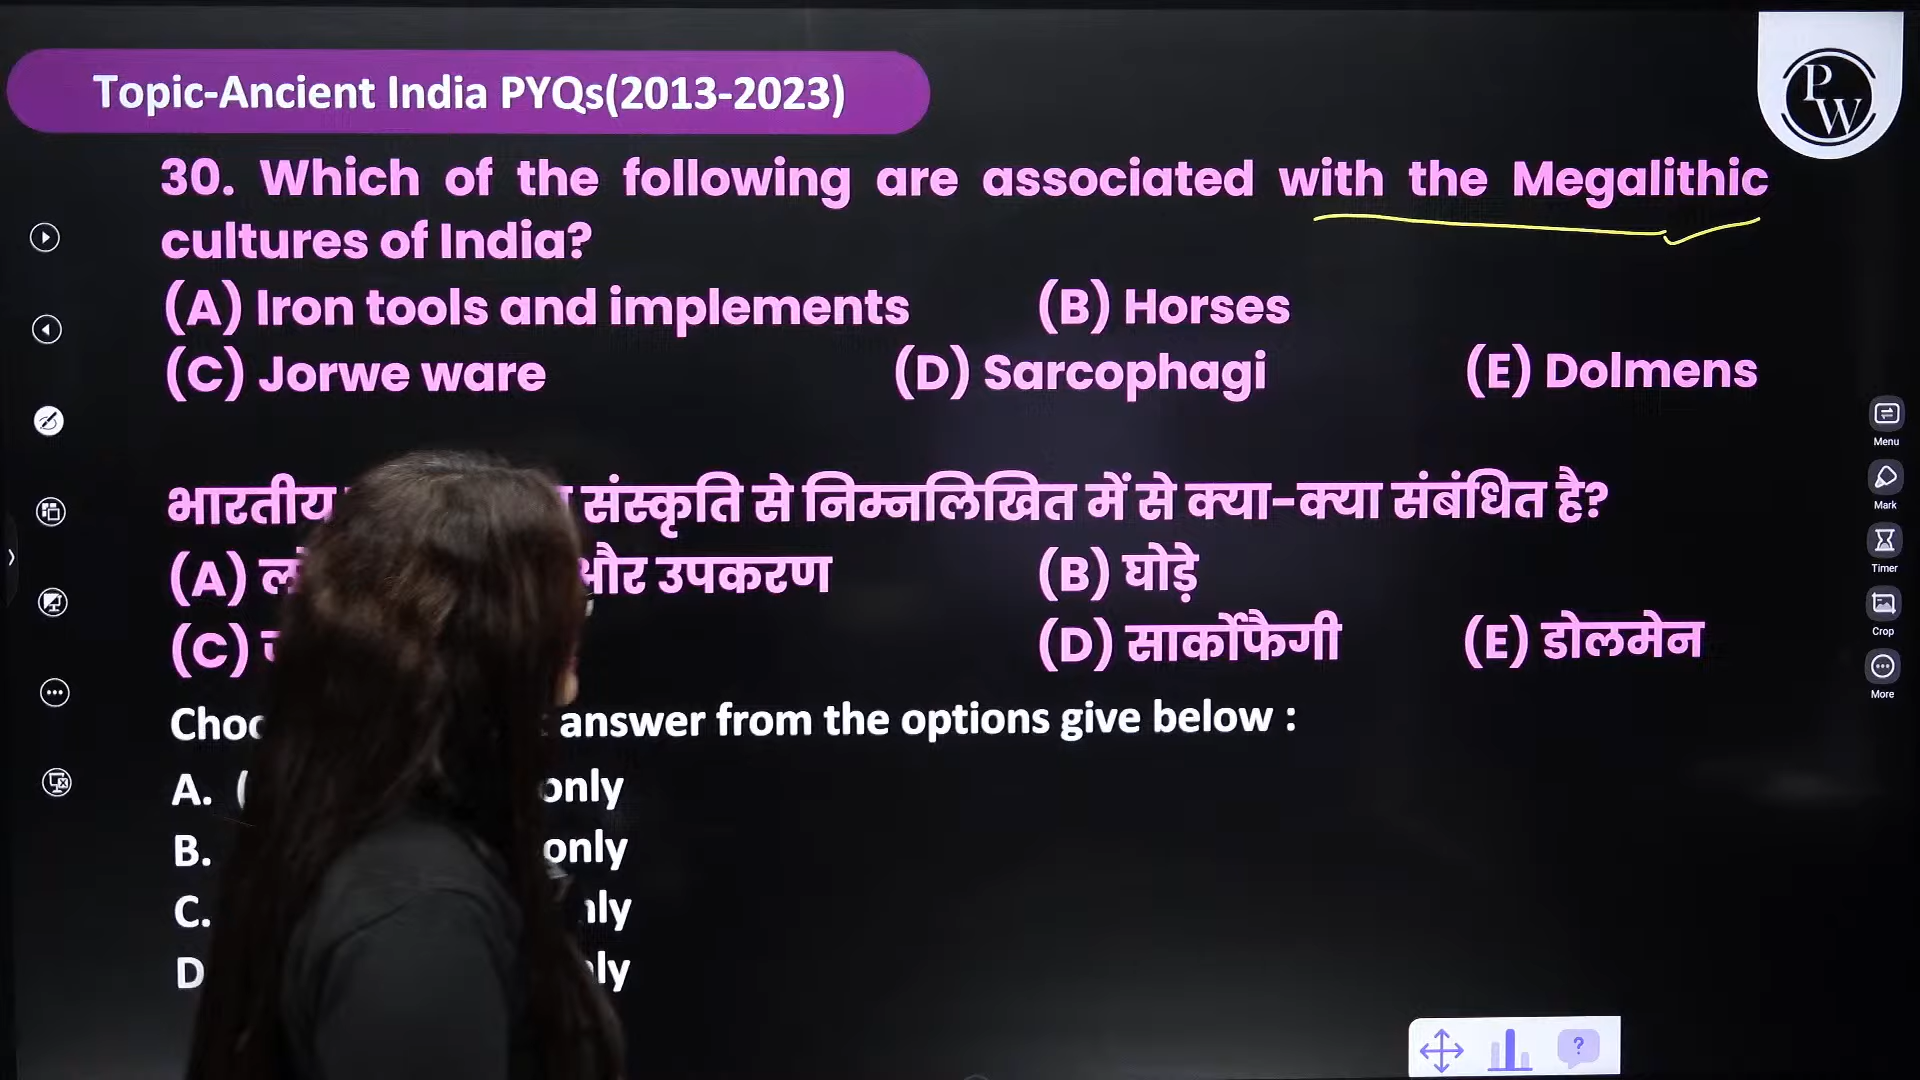 Topic-Ancient India PYQs(2013-2023)
P
W
30. Which of the following are associated with the Megalithic
cultures of India?
(A) Iron tools and implements (B) Horses
(C) Jorwe ware (D) Sarcophagi (E) Dolmens
भारतीय संस्कृति से निम्नलिखित में से क्या-क्या संबंधित है?
(A) और उपकरण (B) घोड़े
(C) (D) सार्कोफैगी (E) डोलमेन
answer from the options give below :
A. ( only
B. only
C.
D
Menu
Mark
Timer
Crop
More
?